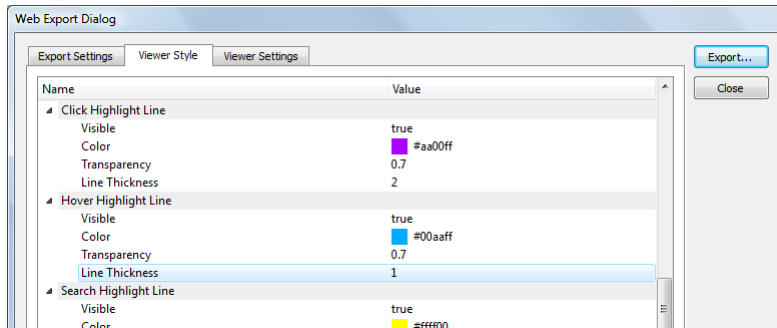 Web Export Dialog
Export Settings Viewer Style Viewer Settings Export...
Close
Name Value
Click Highlight Line
Visible true
Color #aa00ff
Transparency 0.7
Line Thickness 2
Hover Highlight Line
Visible true
Color #00aaff
Transparency 0.7
Line Thickness 1
Search Highlight Line
Visible true
Color #ffff00